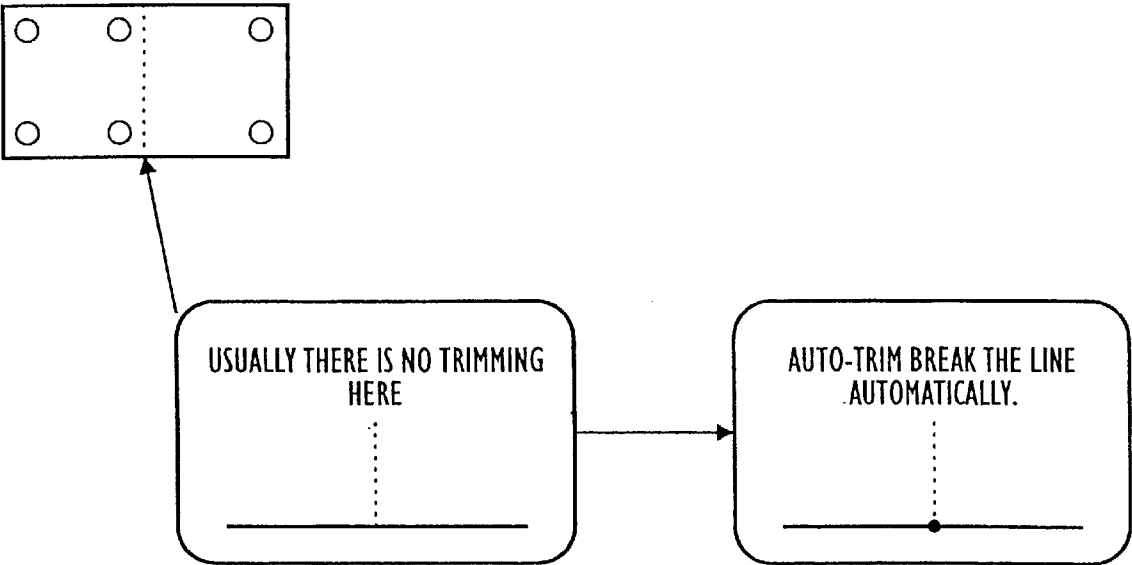 USUALLY THERE IS NO TRIMMING
HERE
AUTO-TRIM BREAK THE LINE
AUTOMATICALLY.